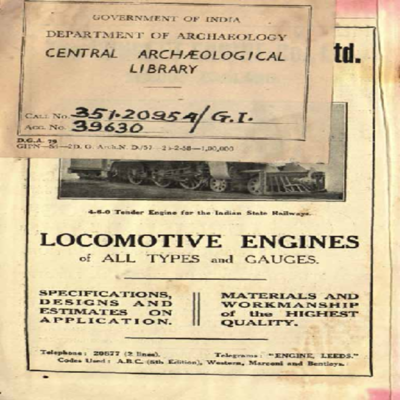 GOVERNMENT OF INDIA
DEPARTMENT OF ARCHAEOLOGY
CENTRAL ARCHÆOLOGICAL
LIBRARY
CALL No. 351.20954/G.I.
ACC. No. 39630
D.G.A. 79
td.
4-6-0 Tender Engine for the Indian State Railways.
LOCOMOTIVE ENGINES
of ALL TYPES and GAUGES.
SPECIFICATIONS,
DESIGNS AND
ESTIMATES ON
APPLICATION.
MATERIALS AND
WORKMANSHIP
of the HIGHEST
QUALITY.
Telephone: 20577 (2 lines). Telegrams: "ENGINE, LEEDS."
Codes Used: A.B.C. (5th Edition), Western, Marconi and Bentleys.